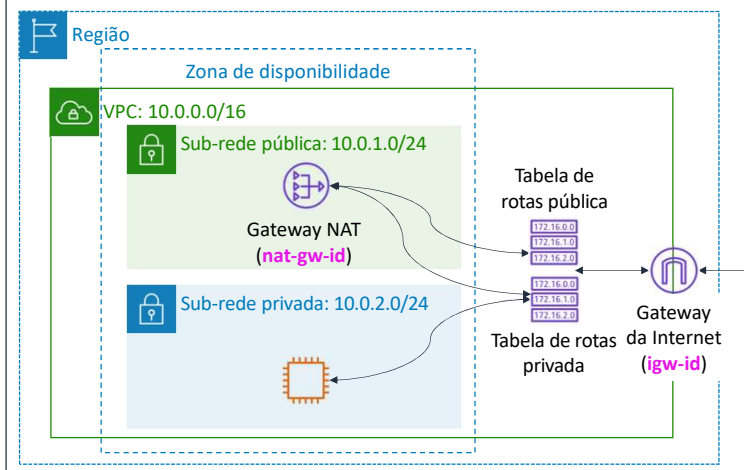 Região
Zona de disponibilidade
VPC: 10.0.0.0/16
Sub-rede pública: 10.0.1.0/24
Gateway NAT
(nat-gw-id)
Tabela de
rotas pública
172.16.0.0
172.16.1.0
172.16.2.0
Sub-rede privada: 10.0.2.0/24
172.16.0.0
172.16.1.0
172.16.2.0
Tabela de rotas
privada
Gateway
da Internet
(igw-id)